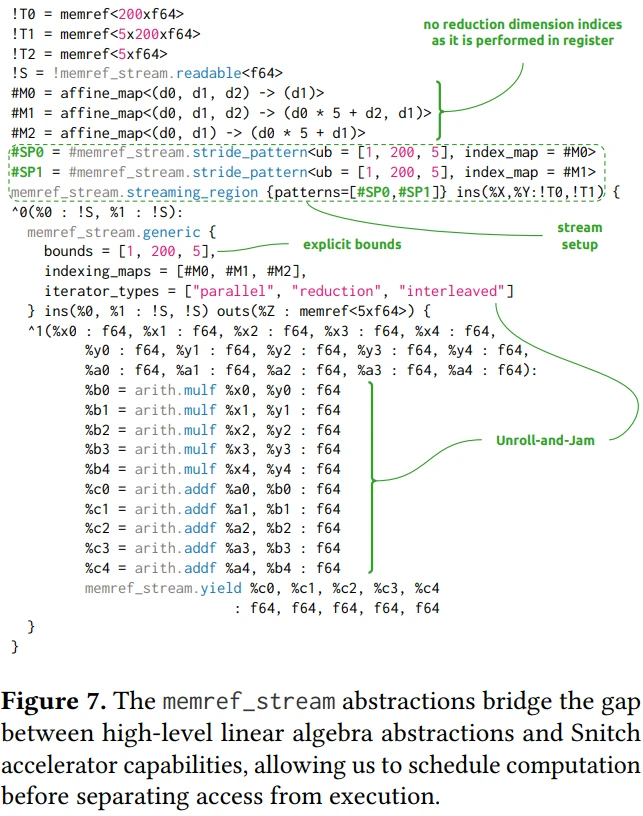 !T0 = memref<200xf64>
!T1 = memref<5x200xf64>
!T2 = memref<5xf64>
!S = !memref_stream.readable<f64>
#M0 = affine_map<(d0, d1, d2) -> (d1)>
#M1 = affine_map<(d0, d1, d2) -> (d0 * 5 + d2, d1)>
#M2 = affine_map<(d0, d1) -> (d0 * 5 + d1)>
no reduction dimension indices
as it is performed in register
#SP0 = #memref_stream.stride_pattern<ub = [1, 200, 5], index_map = #M0>
#SP1 = #memref_stream.stride_pattern<ub = [1, 200, 5], index_map = #M1>
memref_stream.streaming_region {patterns=[#SP0,#SP1]} ins(%X,%Y:!T0,!T1) {
stream
setup
^0(%0 : !S, %1 : !S):
memref_stream.generic {
bounds = [1, 200, 5],
explicit bounds
indexing_maps = [#M0, #M1, #M2],
iterator_types = ["parallel", "reduction", "interleaved"]
} ins(%0, %1 : !S, !S) outs(%Z : memref<5xf64>) {
^1(%x0 : f64, %x1 : f64, %x2 : f64, %x3 : f64, %x4 : f64,
%y0 : f64, %y1 : f64, %y2 : f64, %y3 : f64, %y4 : f64,
%a0 : f64, %a1 : f64, %a2 : f64, %a3 : f64, %a4 : f64):
%b0 = arith.mulf %x0, %y0 : f64
%b1 = arith.mulf %x1, %y1 : f64
%b2 = arith.mulf %x2, %y2 : f64
%b3 = arith.mulf %x3, %y3 : f64
%b4 = arith.mulf %x4, %y4 : f64
%c0 = arith.addf %a0, %b0 : f64
%c1 = arith.addf %a1, %b1 : f64
%c2 = arith.addf %a2, %b2 : f64
%c3 = arith.addf %a3, %b3 : f64
%c4 = arith.addf %a4, %b4 : f64
Unroll-and-Jam
memref_stream.yield %c0, %c1, %c2, %c3, %c4
: f64, f64, f64, f64, f64
}
}
Figure 7. The memref_stream abstractions bridge the gap
between high-level linear algebra abstractions and Snitch
accelerator capabilities, allowing us to schedule computation
before separating access from execution.